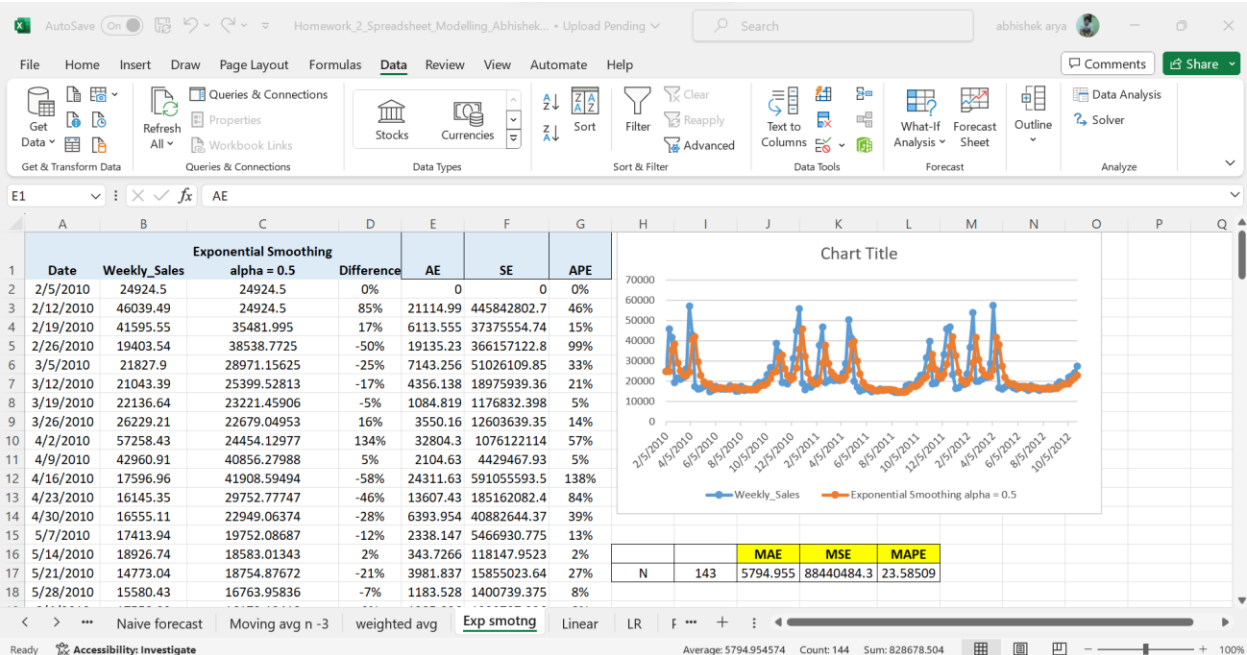 AutoSave On Homework_2_Spreadsheet_Modelling_Abhishek... • Upload Pending Search abhishek arya
File Home Insert Draw Page Layout Formulas Data Review View Automate Help Comments Share
Get Data Refresh All Queries & Connections Properties Workbook Links Stocks Currencies Sort Filter Clear Reapply Advanced Text to Columns What-If Analysis Forecast Sheet Outline Data Analysis Solver
Get & Transform Data Queries & Connections Data Types Sort & Filter Data Tools Forecast Analyze
E1 fx AE
A B C D E F G H I J K L M N O P Q
1 Date Weekly_Sales Exponential Smoothing alpha = 0.5 Difference AE SE APE
2 2/5/2010 24924.5 24924.5 0% 0 0 0%
3 2/12/2010 46039.49 24924.5 85% 21114.99 445842802.7 46%
4 2/19/2010 41595.55 35481.995 17% 6113.555 37375554.74 15%
5 2/26/2010 19403.54 38538.7725 -50% 19135.23 366157122.8 99%
6 3/5/2010 21827.9 28971.15625 -25% 7143.256 51026109.85 33%
7 3/12/2010 21043.39 25399.52813 -17% 4356.138 18975939.36 21%
8 3/19/2010 22136.64 23221.45906 -5% 1084.819 1176832.398 5%
9 3/26/2010 26229.21 22679.04953 16% 3550.16 12603639.35 14%
10 4/2/2010 57258.43 24454.12977 134% 32804.3 1076122114 57%
11 4/9/2010 42960.91 40856.27988 5% 2104.63 4429467.93 5%
12 4/16/2010 17596.96 41908.59494 -58% 24311.63 591055593.5 138%
13 4/23/2010 16145.35 29752.77747 -46% 13607.43 185162082.4 84%
14 4/30/2010 16555.11 22949.06374 -28% 6393.954 40882644.37 39%
15 5/7/2010 17413.94 19752.08687 -12% 2338.147 5466930.775 13%
16 5/14/2010 18926.74 18583.01343 2% 343.7266 118147.9523 2%
17 5/21/2010 14773.04 18754.87672 -21% 3981.837 15855023.64 27%
18 5/28/2010 15580.43 16763.95836 -7% 1183.528 1400739.375 8%
Chart Title
70000
60000
50000
40000
30000
20000
10000
0
2/5/2010 4/5/2010 6/5/2010 8/5/2010 10/5/2010 12/5/2010 2/5/2011 4/5/2011 6/5/2011 8/5/2011 10/5/2011 12/5/2011 2/5/2012 4/5/2012 6/5/2012 8/5/2012 10/5/2012
Weekly_Sales Exponential Smoothing alpha = 0.5
MAE MSE MAPE
N 143 5794.955 88440484.3 23.58509
Naive forecast Moving avg n -3 weighted avg Exp smotng Linear LR
Ready Accessibility: Investigate Average: 5794.954574 Count: 144 Sum: 828678.504 100%